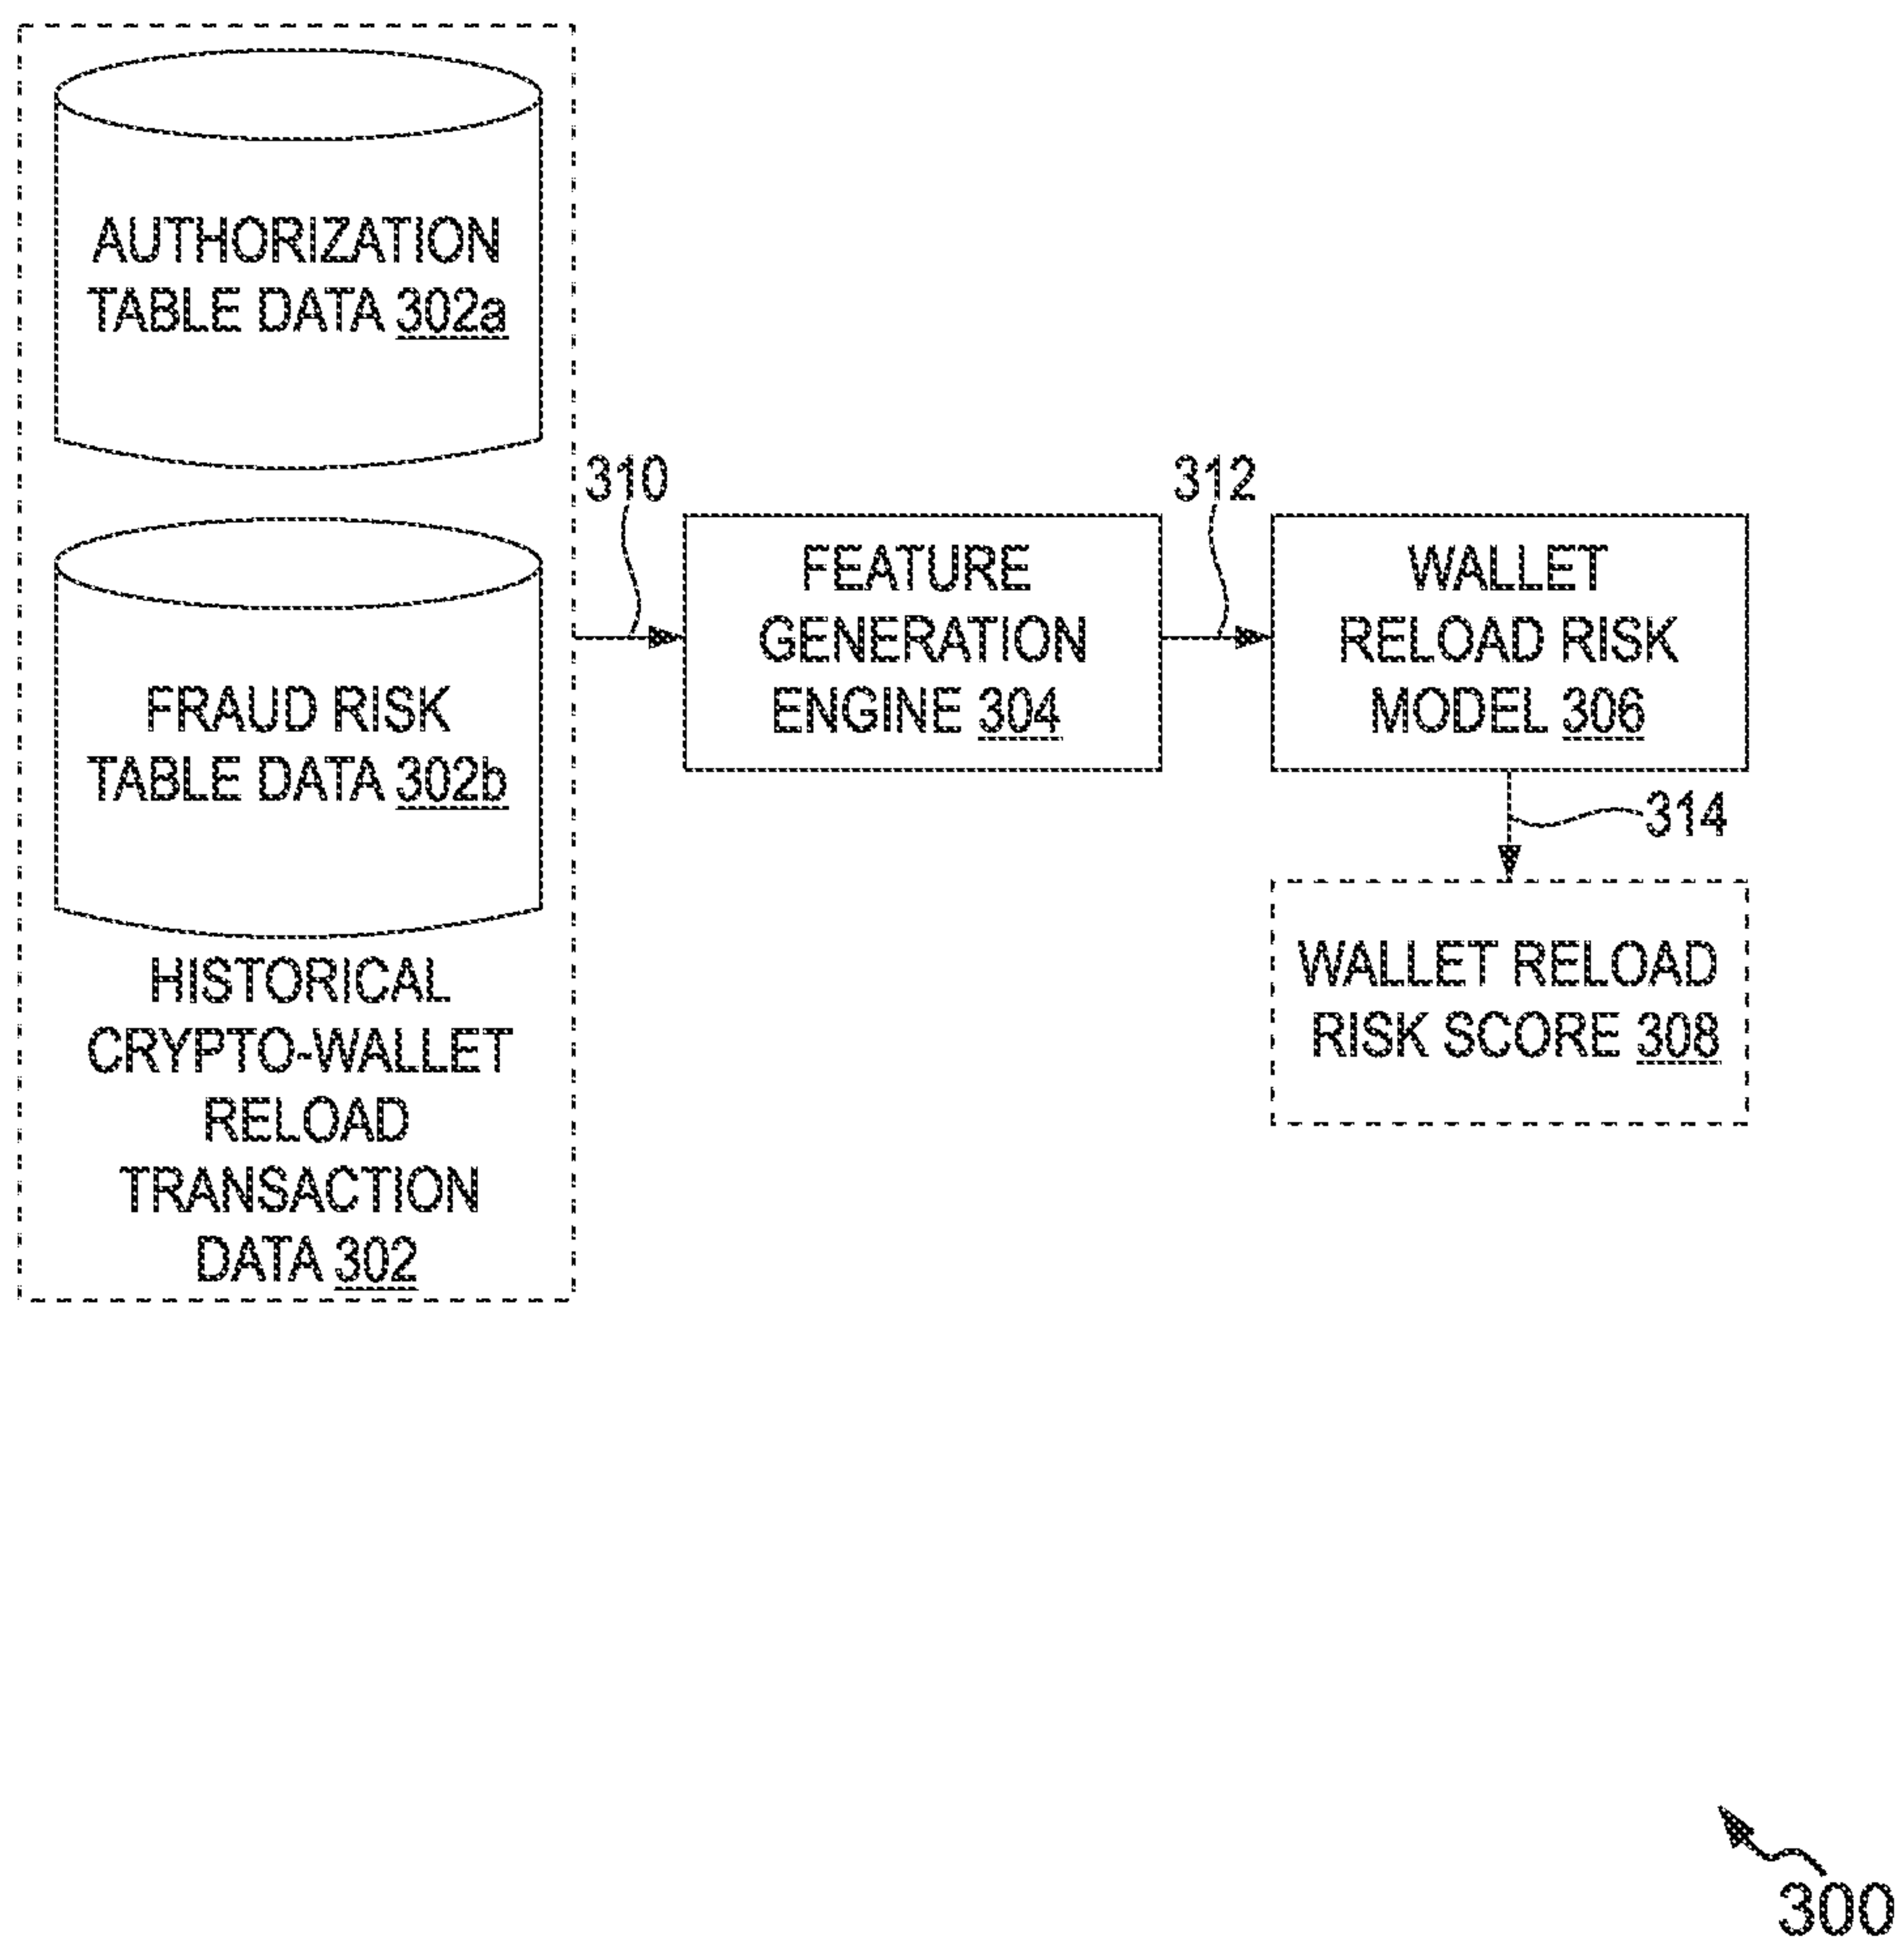 AUTHORIZATION
TABLE DATA 302a
FRAUD RISK
TABLE DATA 302b
HISTORICAL
CRYPTO-WALLET
RELOAD
TRANSACTION
DATA 302
310
FEATURE
GENERATION
ENGINE 304
312
WALLET
RELOAD RISK
MODEL 306
314
WALLET RELOAD
RISK SCORE 308
300